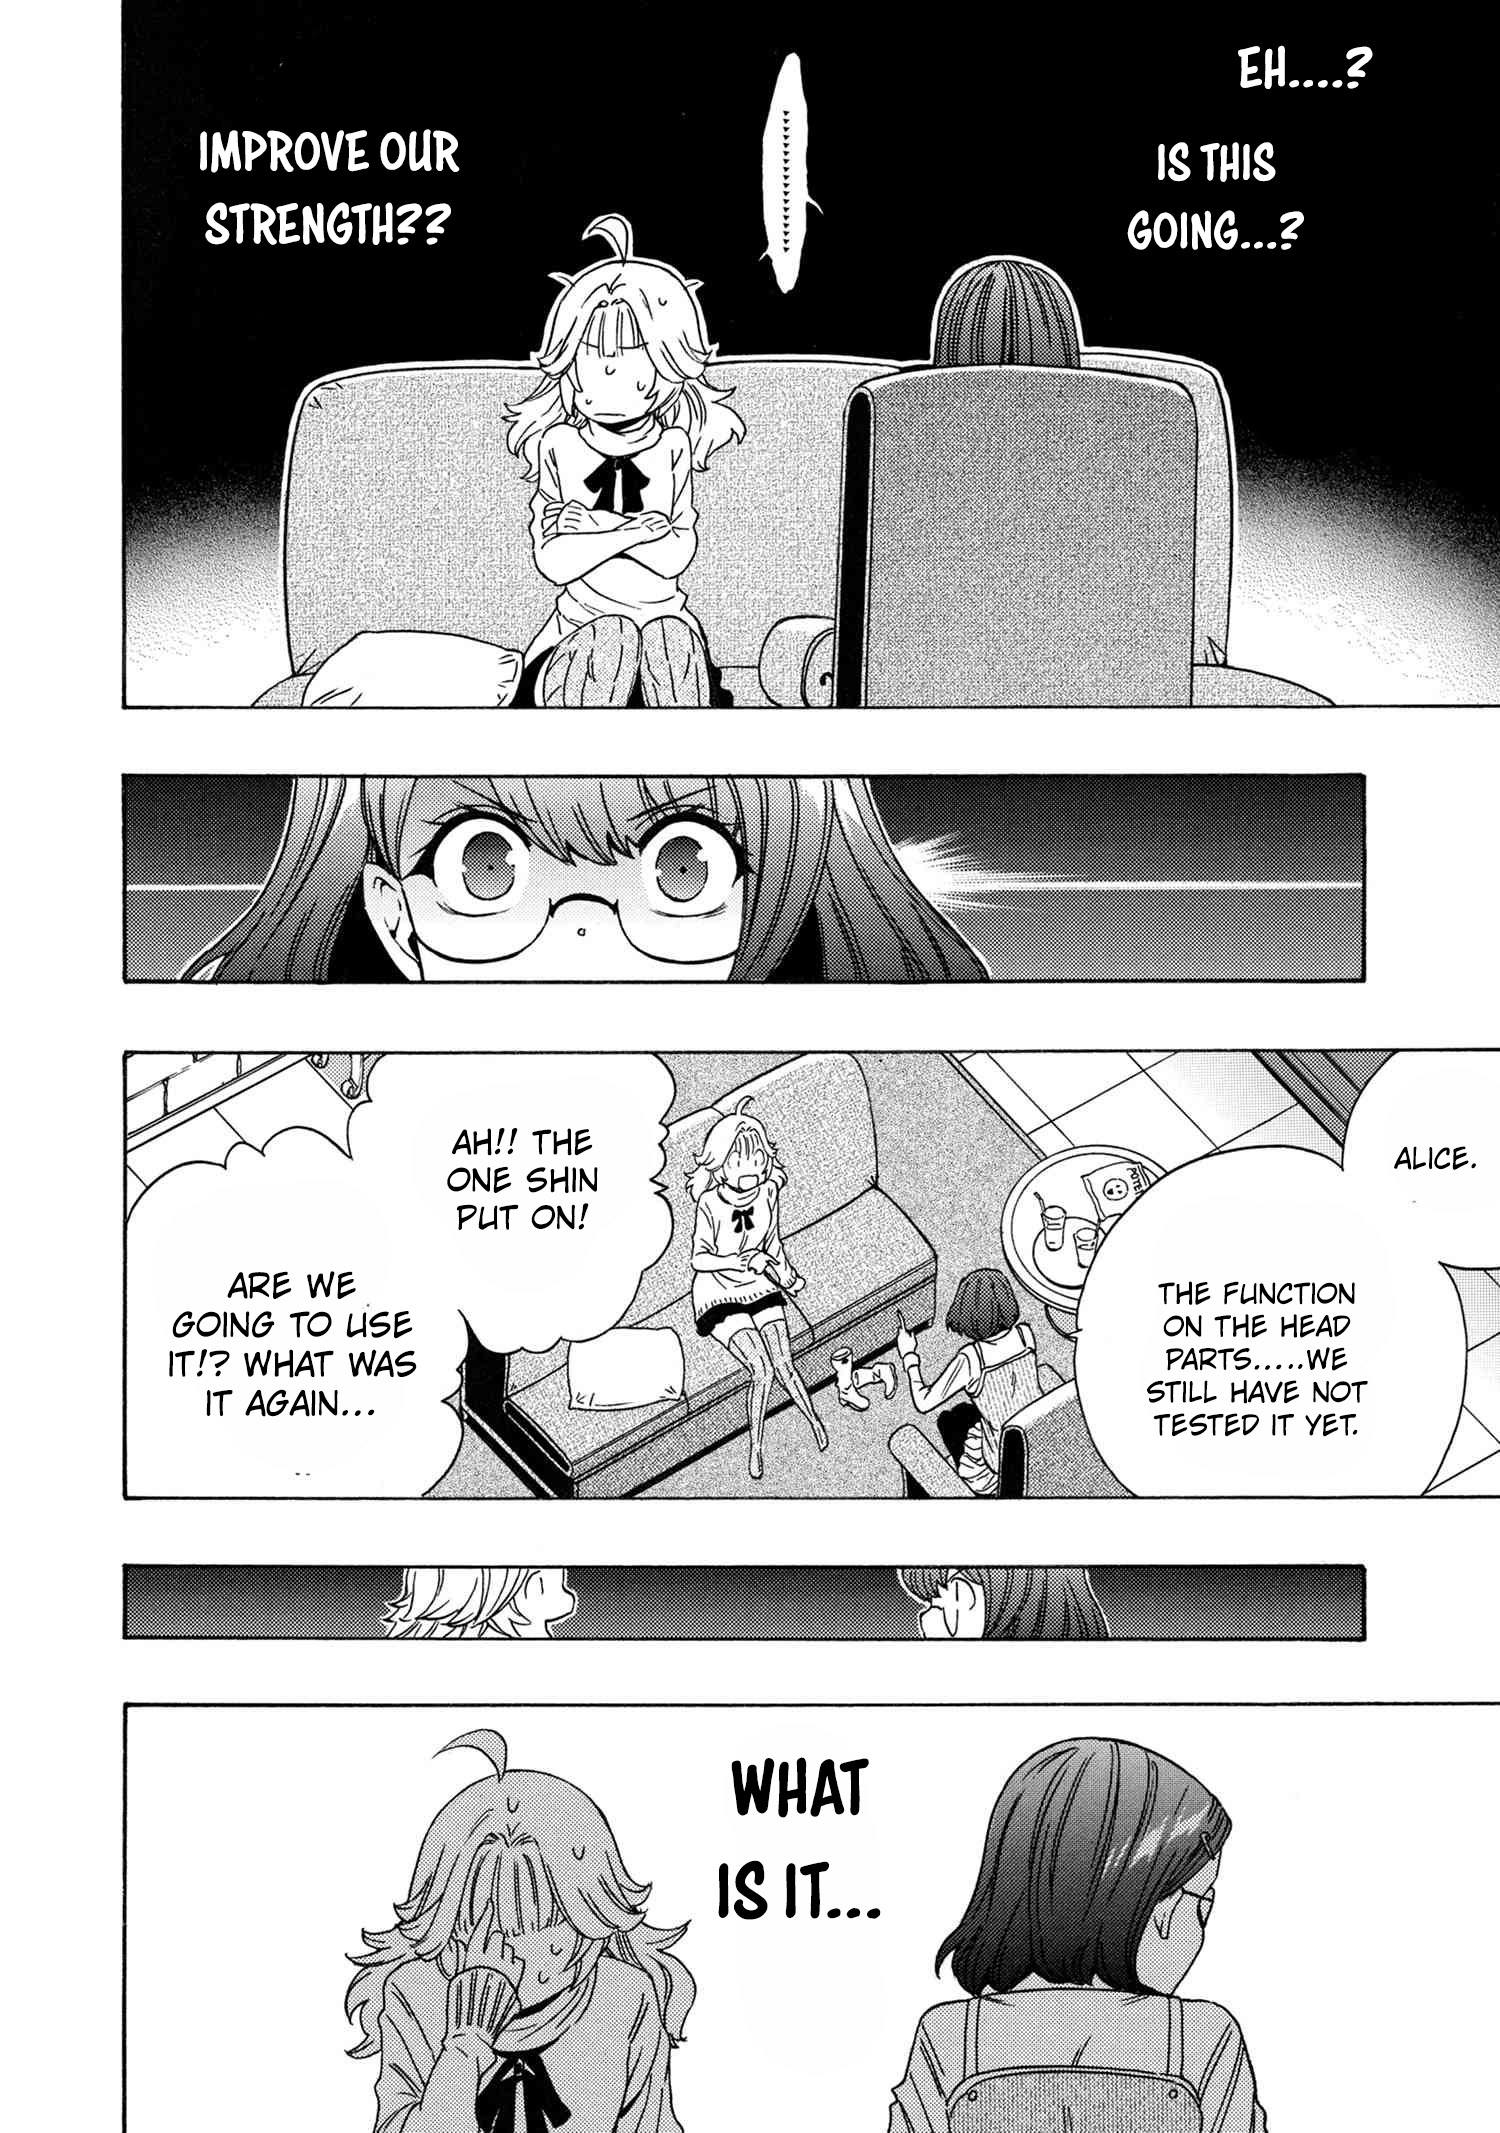 EH....?
IS THIS
GOING...?
IMPROVE OUR
STRENGTH??
ALICE.
THE FUNCTION
ON THE HEAD
PARTS.....WE
STILL HAVE NOT
TESTED IT YET.
AH!! THE
ONE SHIN
PUT ON!
ARE WE
GOING TO USE
IT!? WHAT WAS
IT AGAIN...
WHAT
IS IT...